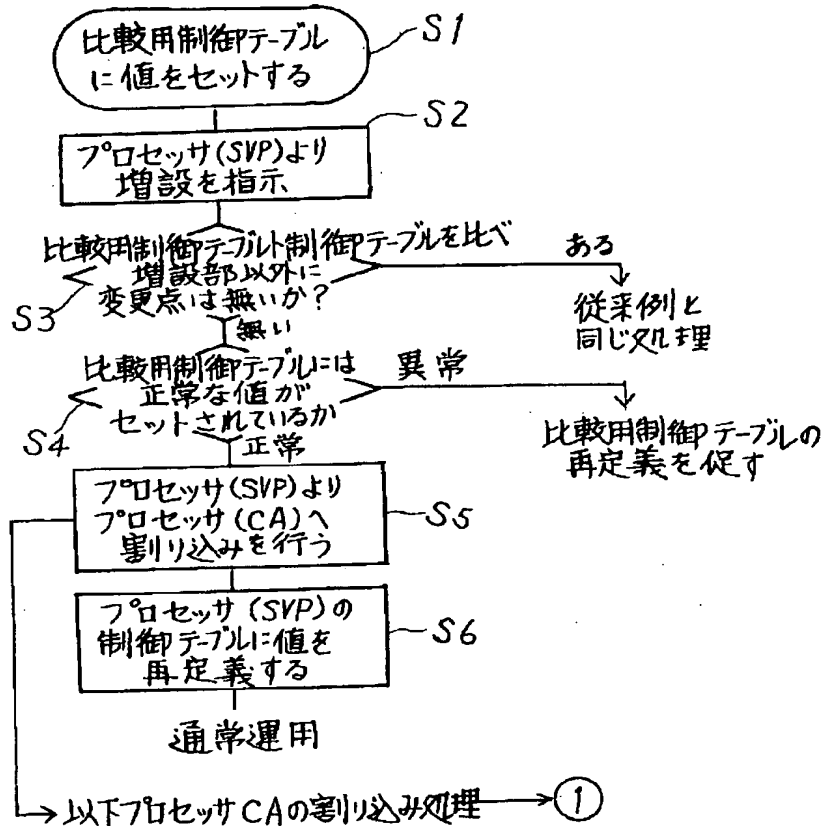 比較用制御テーブル
に値をセットする
S1
S2
プロセッサ(SVP)より
増設を指示
比較用制御テーブルト制御テーブルを比べ
増設部以外に
変更点は無いか?
ある
S3
従来例と
同じ処理
無い
比較用制御テーブルには
正常な値が
セットされているか
異常
S4
正常
比較用制御テーブルの
再定義を促す
プロセッサ(SVP)より
プロセッサ(CA)へ
割り込みを行う
S5
プロセッサ(SVP)の
制御テーブルに値を
再定義する
S6
通常運用
以下プロセッサCAの割り込み処理
1